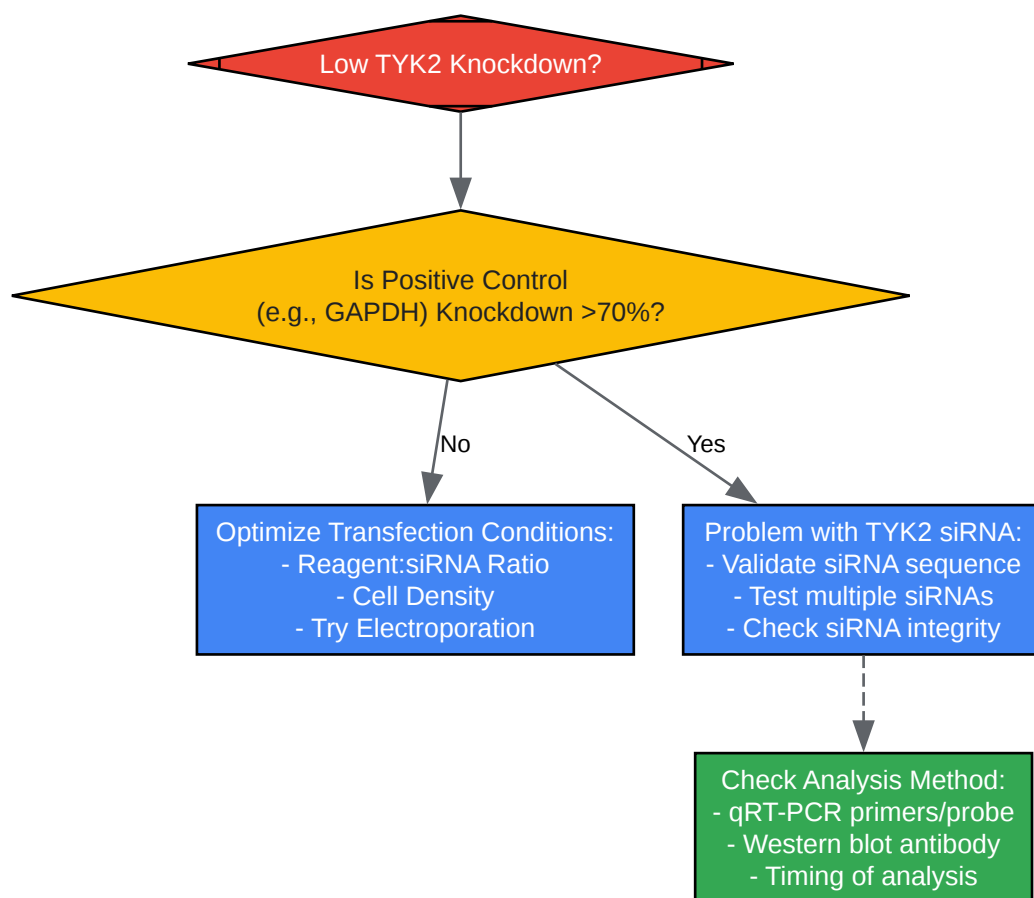 Low TYK2 Knockdown?
Is Positive Control
(e.g., GAPDH) Knockdown >70%?
No
Yes
Optimize Transfection Conditions:
- Reagent:siRNA Ratio
- Cell Density
- Try Electroporation
Problem with TYK2 siRNA:
- Validate siRNA sequence
- Test multiple siRNAs
- Check siRNA integrity
Check Analysis Method:
- qRT-PCR primers/probe
- Western blot antibody
- Timing of analysis